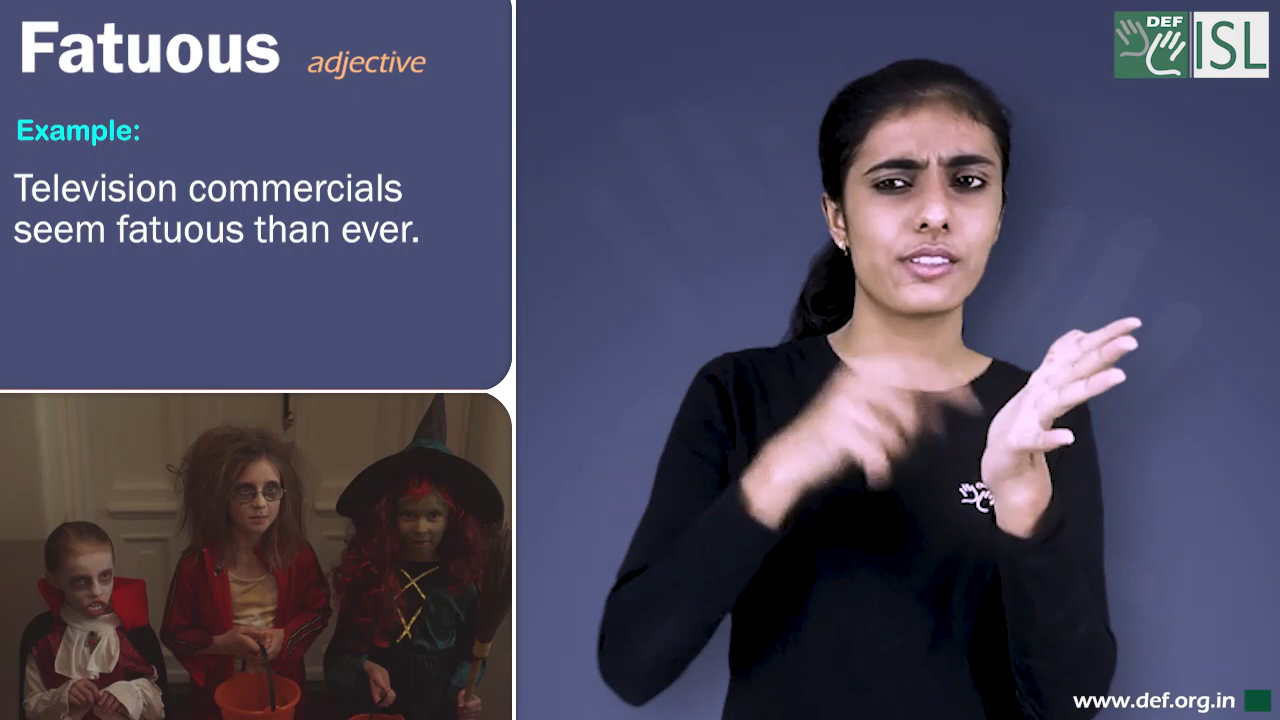 Fatuous adjective
Example:
Television commercials
seem fatuous than ever.
DEF
ISL
www.def.org.in